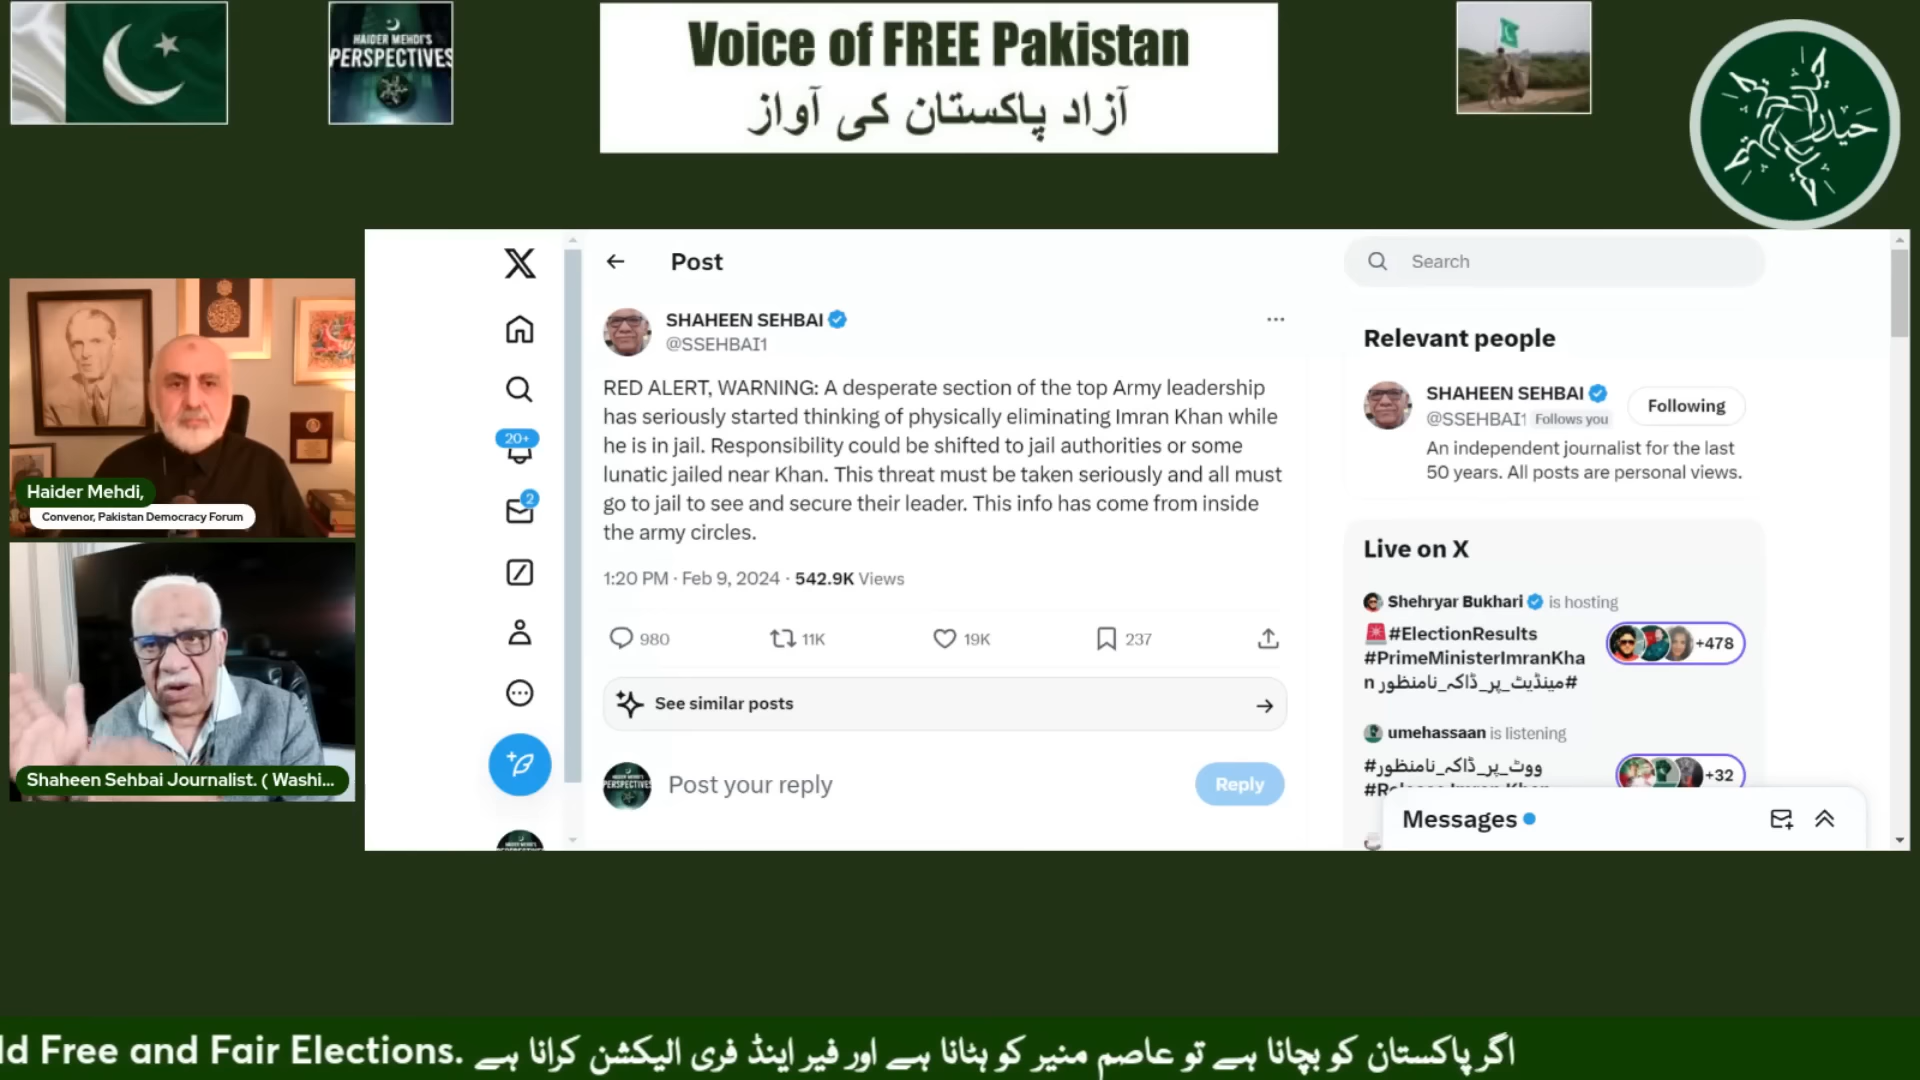 HAIDER MEHDI'S
PERSPECTIVES
Voice of FREE Pakistan
آزاد پاکستان کی آواز
Haider Mehdi,
Convenor, Pakistan Democracy Forum
Shaheen Sehbai Journalist. ( Washi...
20+
2
Post
SHAHEEN SEHBAI
@SSEHBAI1
RED ALERT, WARNING: A desperate section of the top Army leadership
has seriously started thinking of physically eliminating Imran Khan while
he is in jail. Responsibility could be shifted to jail authorities or some
lunatic jailed near Khan. This threat must be taken seriously and all must
go to jail to see and secure their leader. This info has come from inside
the army circles.
1:20 PM · Feb 9, 2024 · 542.9K Views
980 11K 19K 237
See similar posts
PERSPECTIVES
Post your reply
Reply
Search
Relevant people
SHAHEEN SEHBAI
@SSEHBAI1 Follows you
Following
An independent journalist for the last
50 years. All posts are personal views.
Live on X
Shehryar Bukhari is hosting
#ElectionResults
#PrimeMinisterImranKha
n #مینڈیٹ_پر_ڈاکہ_نامنظور
+478
umehassaan is listening
#ووٹ_پر_ڈاکہ_نامنظور
+32
Messages
ld Free and Fair Elections. اگر پاکستان کو بچانا ہے تو عاصم منیر کو ہٹانا ہے اور فیر اینڈ فری الیکشن کرانا ہے